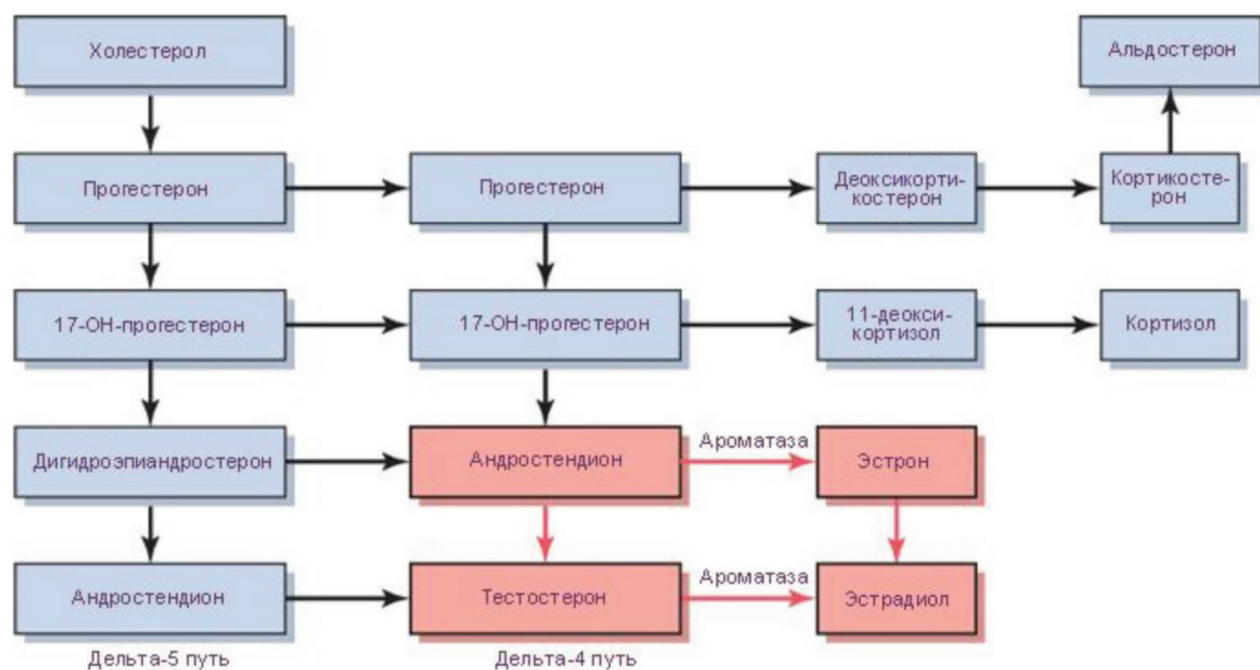 Холестерол
Альдостерон
Прогестерон
Прогестерон
Деоксикорти-
костерон
Кортикосте-
рон
17-ОН-прогестерон
17-ОН-прогестерон
11-деокси-
кортизол
Кортизол
Дигидроэпиандростерон
Андростендион
Ароматаза
Эстрон
Андростендион
Тестостерон
Ароматаза
Эстрадиол
Дельта-5 путь
Дельта-4 путь